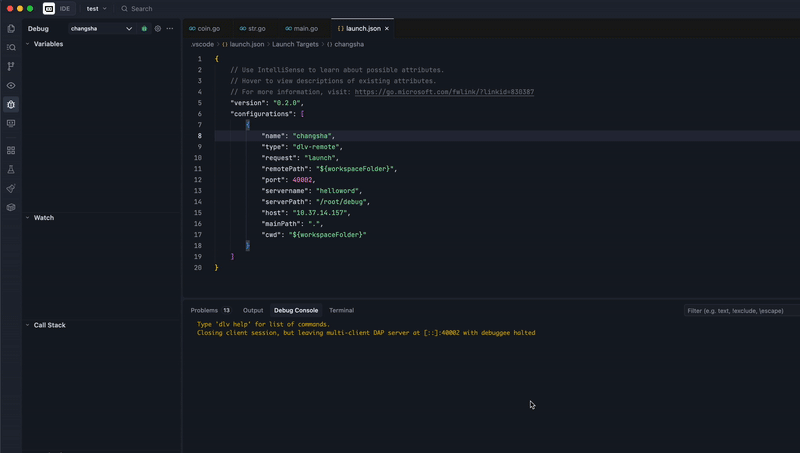 IDE
test
Search
Debug
changsha
coin.go
str.go
main.go
launch.json
Variables
.vscode > {} launch.json > Launch Targets > {} changsha
1 {
2 // Use IntelliSense to learn about possible attributes.
3 // Hover to view descriptions of existing attributes.
4 // For more information, visit: https://go.microsoft.com/fwlink/?linkid=830387
5 "version": "0.2.0",
6 "configurations": [
7 {
8 "name": "changsha",
9 "type": "dlv-remote",
10 "request": "launch",
11 "remotePath": "${workspaceFolder}",
12 "port": 40002,
13 "servername": "helloword",
14 "serverPath": "/root/debug",
15 "host": "10.37.14.157",
16 "mainPath": ".",
17 "cwd": "${workspaceFolder}"
18 }
19 ]
20 }
Watch
Call Stack
Problems 13 Output Debug Console Terminal
Filter (e.g. text, !exclude, \escape)
Type 'dlv help' for list of commands.
Closing client session, but leaving multi-client DAP server at [::]:40002 with debuggee halted